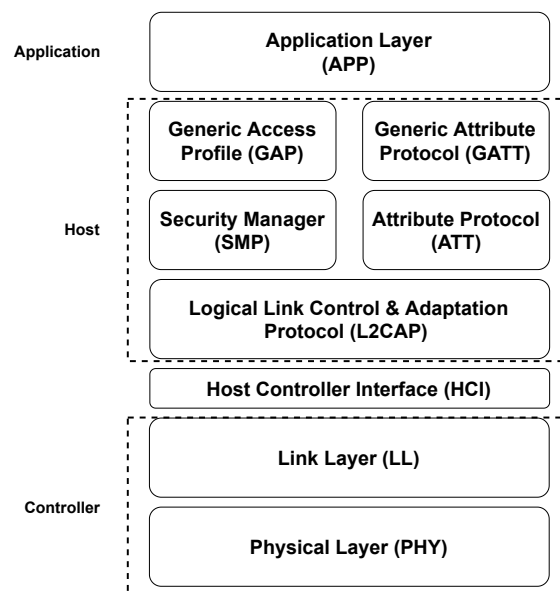 Application
Application Layer
(APP)
Generic Access
Profile (GAP)
Generic Attribute
Protocol (GATT)
Host
Security Manager
(SMP)
Attribute Protocol
(ATT)
Logical Link Control & Adaptation
Protocol (L2CAP)
Host Controller Interface (HCI)
Link Layer (LL)
Controller
Physical Layer (PHY)